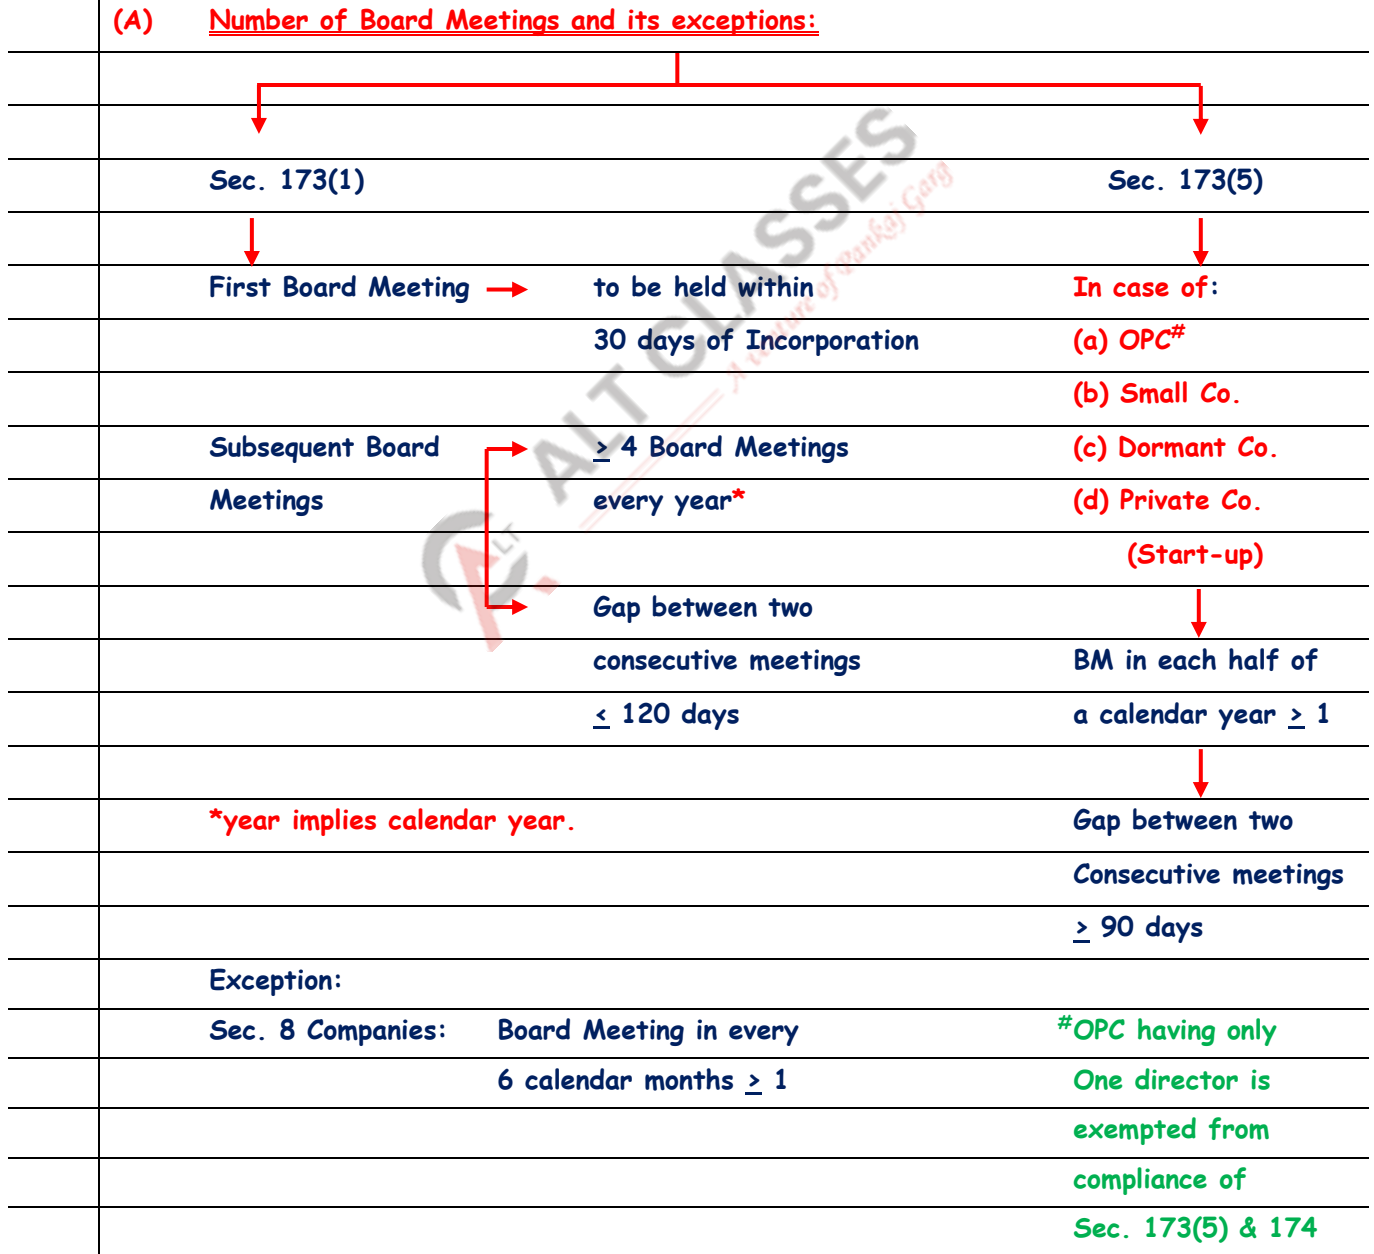 (A) Number of Board Meetings and its exceptions:
Sec. 173(1) Sec. 173(5)
First Board Meeting to be held within In case of:
30 days of Incorporation (a) OPC#
(b) Small Co.
Subsequent Board ≥ 4 Board Meetings (c) Dormant Co.
Meetings every year* (d) Private Co.
(Start-up)
Gap between two
consecutive meetings BM in each half of
≤ 120 days a calendar year ≥ 1
*year implies calendar year. Gap between two
Consecutive meetings
≥ 90 days
Exception:
Sec. 8 Companies: Board Meeting in every #OPC having only
6 calendar months ≥ 1 One director is
exempted from
compliance of
Sec. 173(5) & 174
ALT CLASSES
A venture of Pankaj Garg
LT